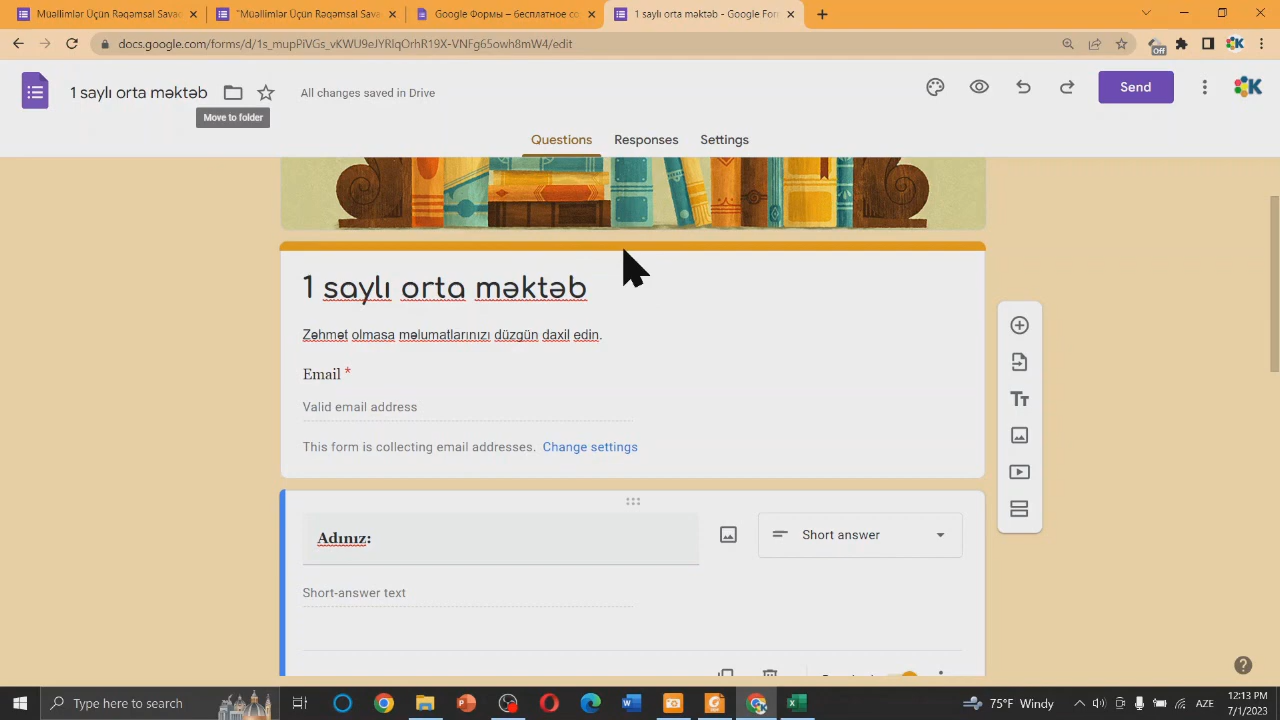 Müəllimlər Üçün Rəqəmsal Savad
"Müəllimlər Üçün Rəqəmsal Sava
Google Формы – бесплатное со
1 saylı orta məktəb - Google For
docs.google.com/forms/d/1s_mupPiVGs_vKWU9eJYRlqOrhR19X-VNFg65owh8mW4/edit
Off
1 saylı orta məktəb
All changes saved in Drive
Send
Move to folder
Questions
Responses
Settings
1 saylı orta məktəb
Zəhmət olmasa məlumatlarınızı düzgün daxil edin.
Email *
Valid email address
This form is collecting email addresses. Change settings
Adınız:
Short answer
Short-answer text
Type here to search
75°F Windy
AZE
12:13 PM
7/1/2023